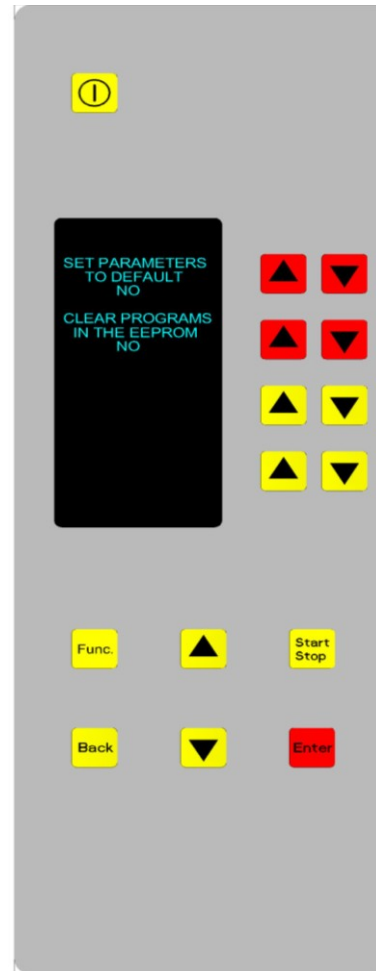 SET PARAMETERS
TO DEFAULT
NO
CLEAR PROGRAMS
IN THE EEPROM
NO
Func.
Start
Stop
Back
Enter